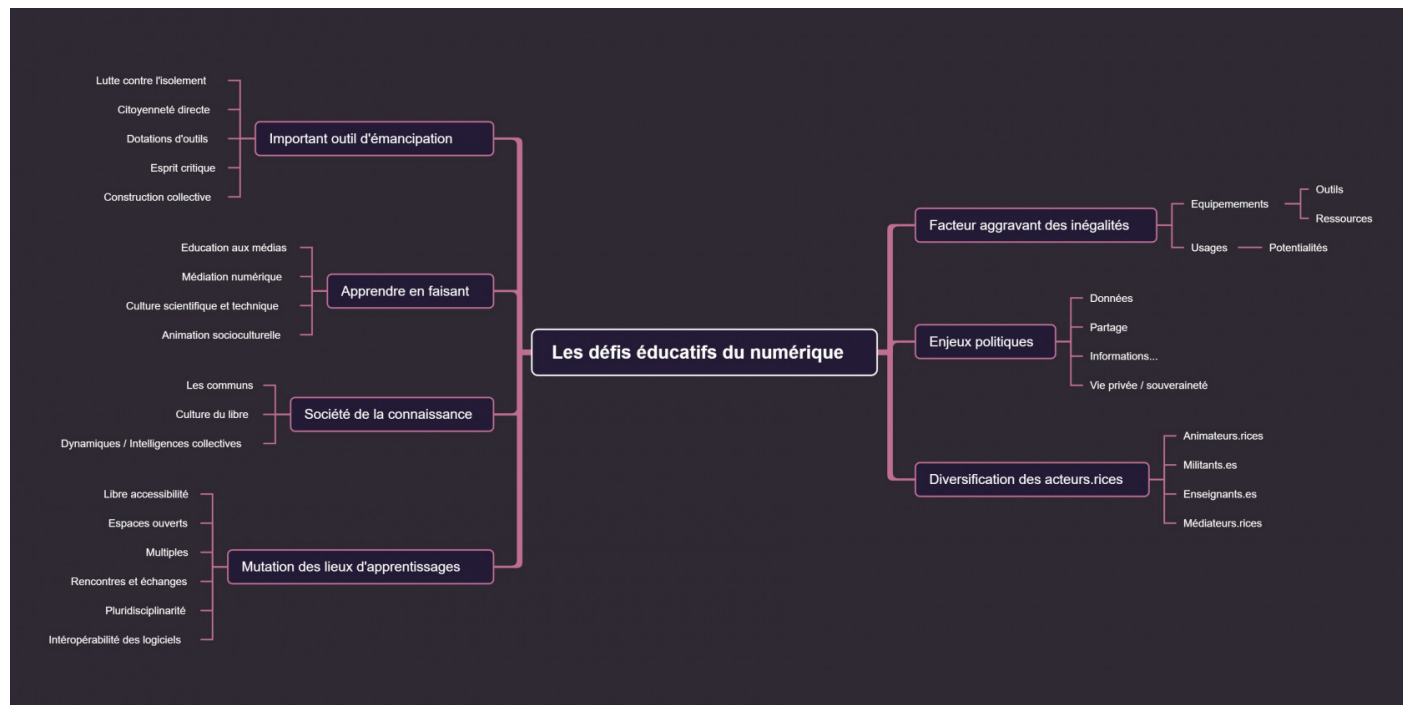 Les défis éducatifs du numérique
Important outil d'émancipation
Lutte contre l'isolement
Citoyenneté directe
Dotations d'outils
Esprit critique
Construction collective
Apprendre en faisant
Education aux médias
Médiation numérique
Culture scientifique et technique
Animation socioculturelle
Société de la connaissance
Les communs
Culture du libre
Dynamiques / Intelligences collectives
Mutation des lieux d'apprentissages
Libre accessibilité
Espaces ouverts
Multiples
Rencontres et échanges
Pluridisciplinarité
Intéropérabilité des logiciels
Facteur aggravant des inégalités
Equipemements
Outils
Ressources
Usages
Potentialités
Enjeux politiques
Données
Partage
Informations...
Vie privée / souveraineté
Diversification des acteurs.rices
Animateurs.rices
Militants.es
Enseignants.es
Médiateurs.rices